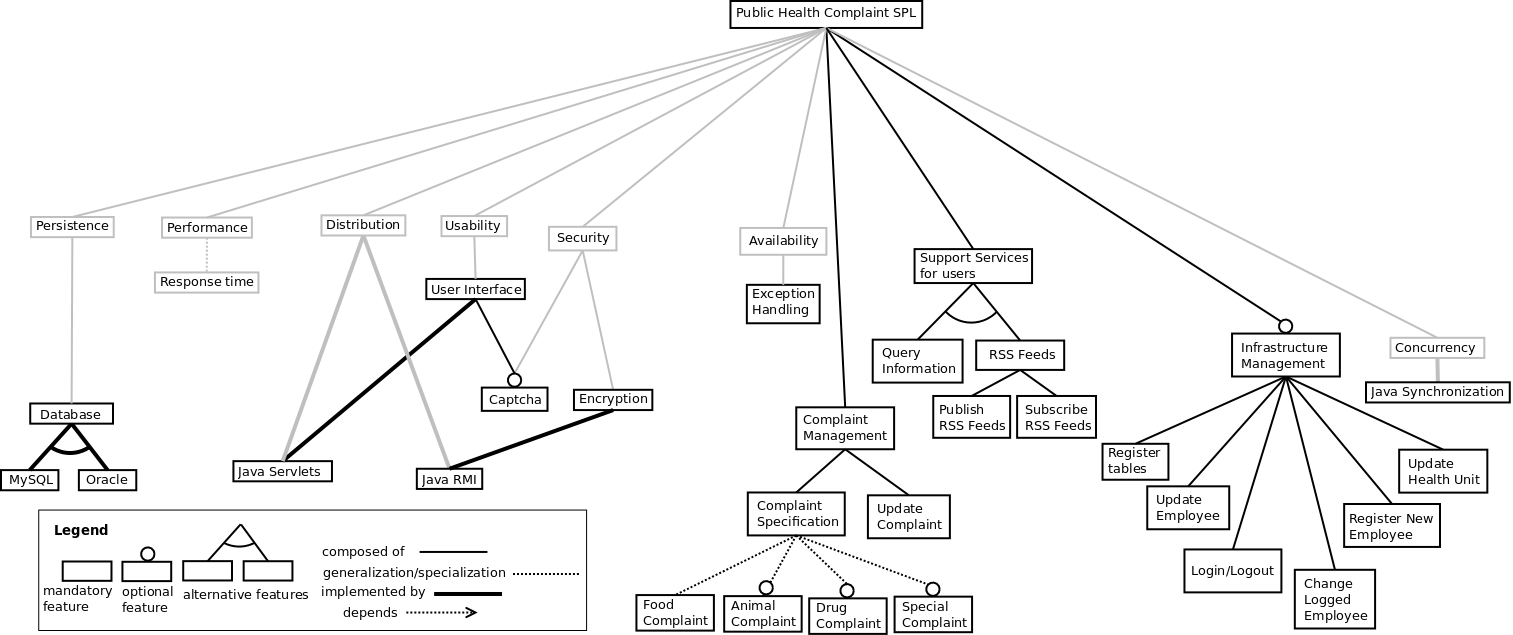 Public Health Complaint SPL
Persistence
Performance
Distribution
Usability
Security
Availability
Support Services
for users
Response time
User Interface
Exception
Handling
Infrastructure
Management
Concurrency
Query
Information
RSS Feeds
Database
Captcha
Encryption
Java Synchronization
Publish
RSS Feeds
Subscribe
RSS Feeds
Complaint
Management
MySQL
Oracle
Java Servlets
Java RMI
Register
tables
Update
Health Unit
Complaint
Specification
Update
Complaint
Update
Employee
Register New
Employee
Login/Logout
Change
Logged
Employee
Food
Complaint
Animal
Complaint
Drug
Complaint
Special
Complaint
Legend
mandatory
feature
optional
feature
alternative features
composed of
generalization/specialization
implemented by
depends